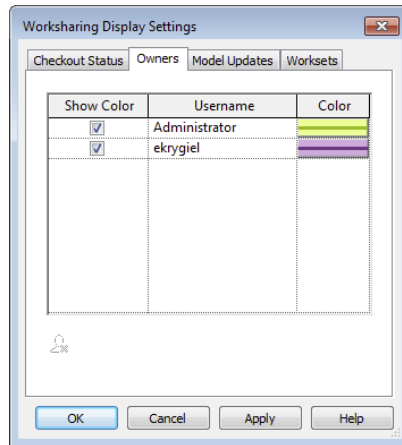 Worksharing Display Settings
Checkout Status Owners Model Updates Worksets
Show Color Username Color
Administrator
ekrygiel
OK Cancel Apply Help